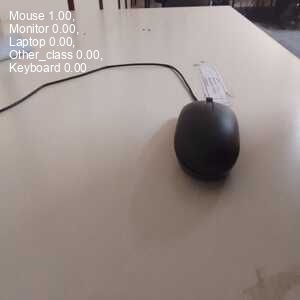 Mouse 1.00,
Monitor 0.00,
Laptop 0.00,
Other_class 0.00,
Keyboard 0.00